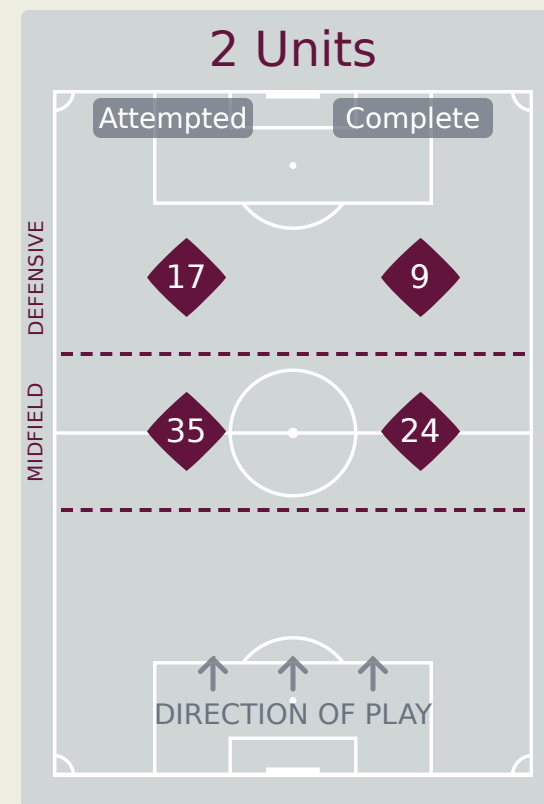 2 Units
Attempted Complete
DEFENSIVE
17 9
MIDFIELD
35 24
DIRECTION OF PLAY